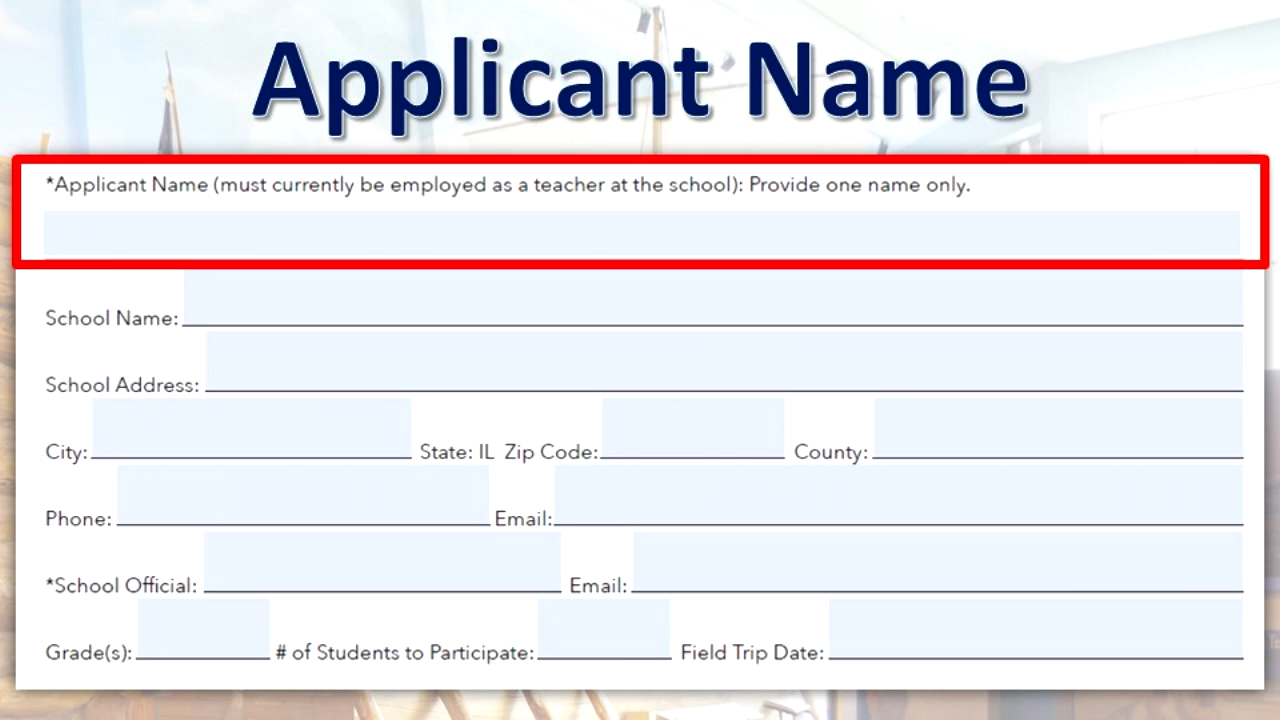 Applicant Name
*Applicant Name (must currently be employed as a teacher at the school): Provide one name only.
School Name:
School Address:
City: State: IL Zip Code: County:
Phone: Email:
*School Official: Email:
Grade(s): # of Students to Participate: Field Trip Date: